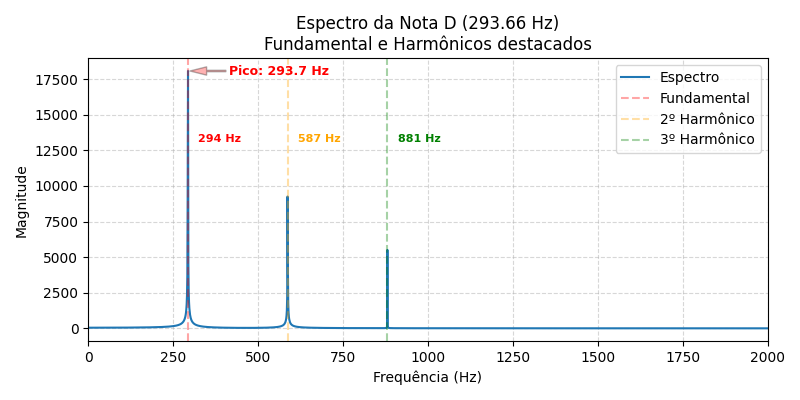 Espectro da Nota D (293.66 Hz)
Fundamental e Harmônicos destacados
Magnitude
17500
15000
12500
10000
7500
5000
2500
0
Pico: 293.7 Hz
294 Hz
587 Hz
881 Hz
Espectro
Fundamental
2º Harmônico
3º Harmônico
0 250 500 750 1000 1250 1500 1750 2000
Frequência (Hz)